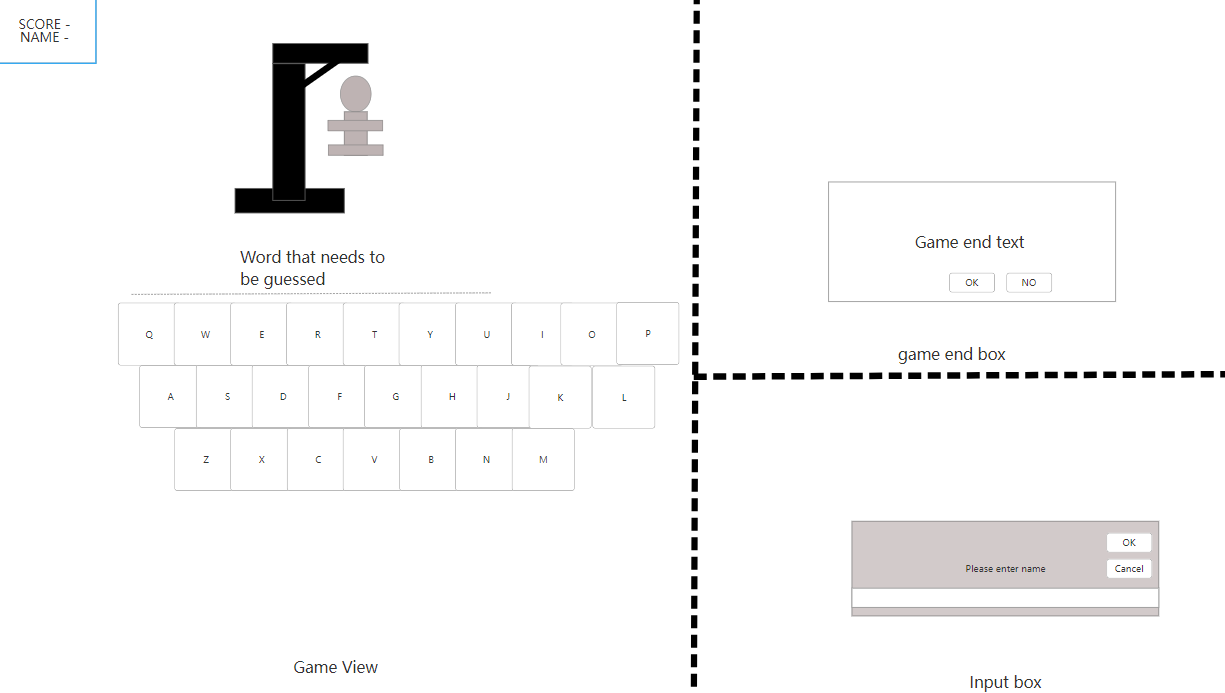 SCORE -
NAME -
Word that needs to
be guessed
Q W E R T Y U I O P
A S D F G H J K L
Z X C V B N M
Game View
Game end text
OK NO
game end box
OK
Please enter name Cancel
Input box